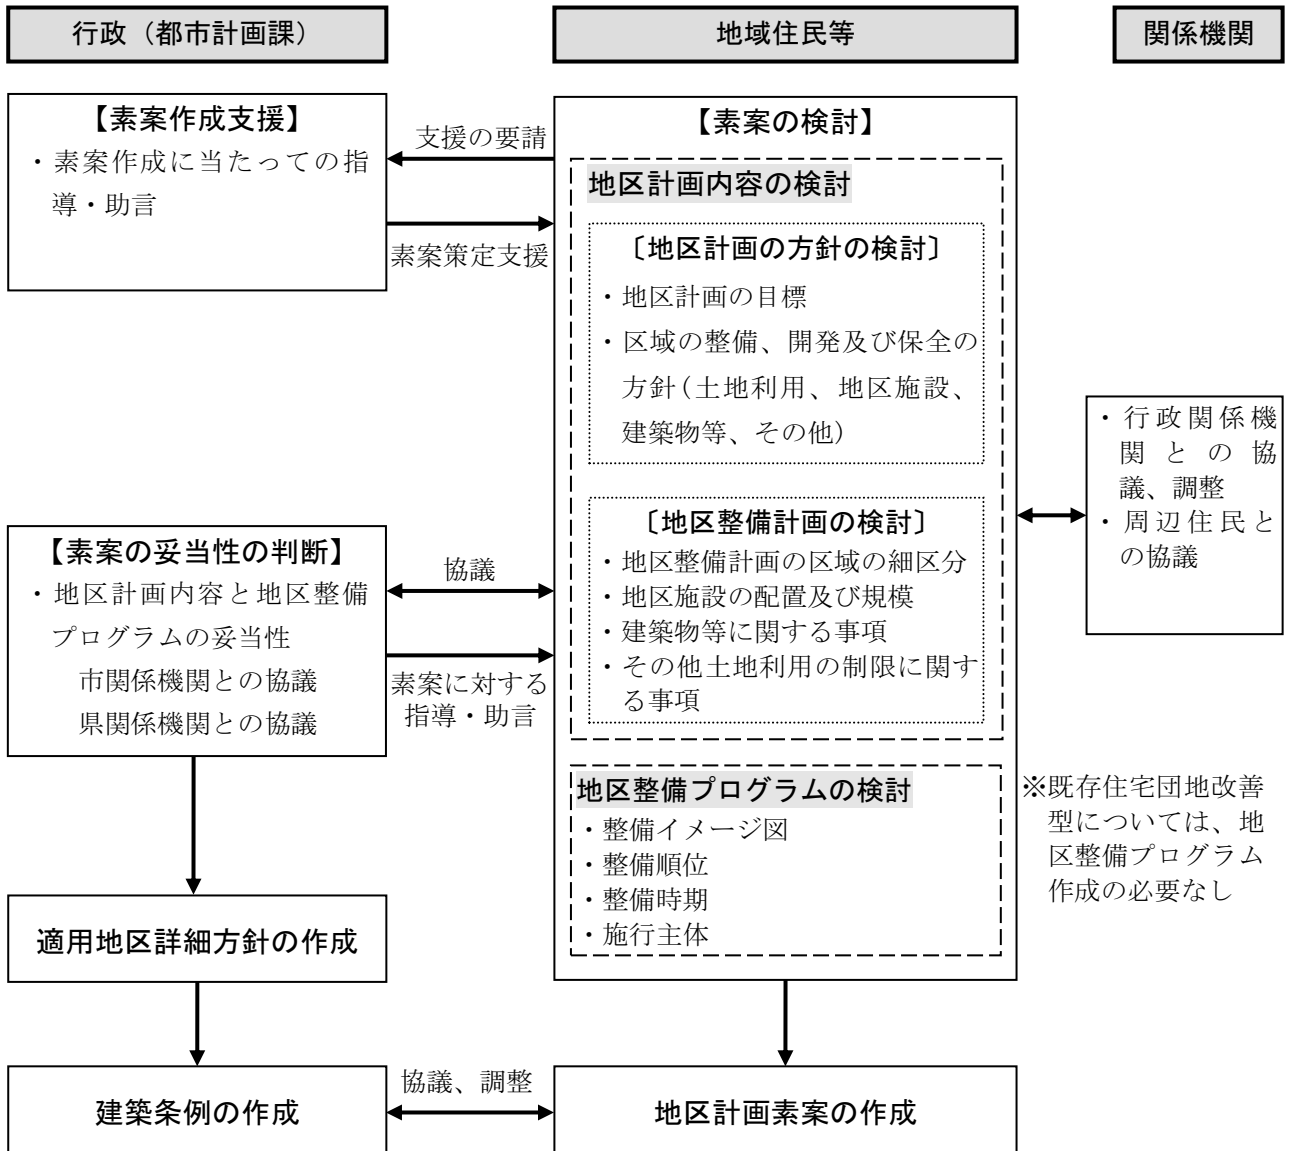 行政（都市計画課）
地域住民等
関係機関
【素案作成支援】
・素案作成に当たっての指
導・助言
支援の要請
素案策定支援
【素案の検討】
地区計画内容の検討
〔地区計画の方針の検討〕
・地区計画の目標
・区域の整備、開発及び保全の
方針（土地利用、地区施設、
建築物等、その他）
〔地区整備計画の検討〕
・地区整備計画の区域の細区分
・地区施設の配置及び規模
・建築物等に関する事項
・その他土地利用の制限に関す
る事項
・行政関係機
関との協
議、調整
・周辺住民と
の協議
【素案の妥当性の判断】
・地区計画内容と地区整備
プログラムの妥当性
市関係機関との協議
県関係機関との協議
協議
素案に対する
指導・助言
地区整備プログラムの検討
・整備イメージ図
・整備順位
・整備時期
・施行主体
※既存住宅団地改善
型については、地
区整備プログラム
作成の必要なし
適用地区詳細方針の作成
建築条例の作成
協議、調整
地区計画素案の作成